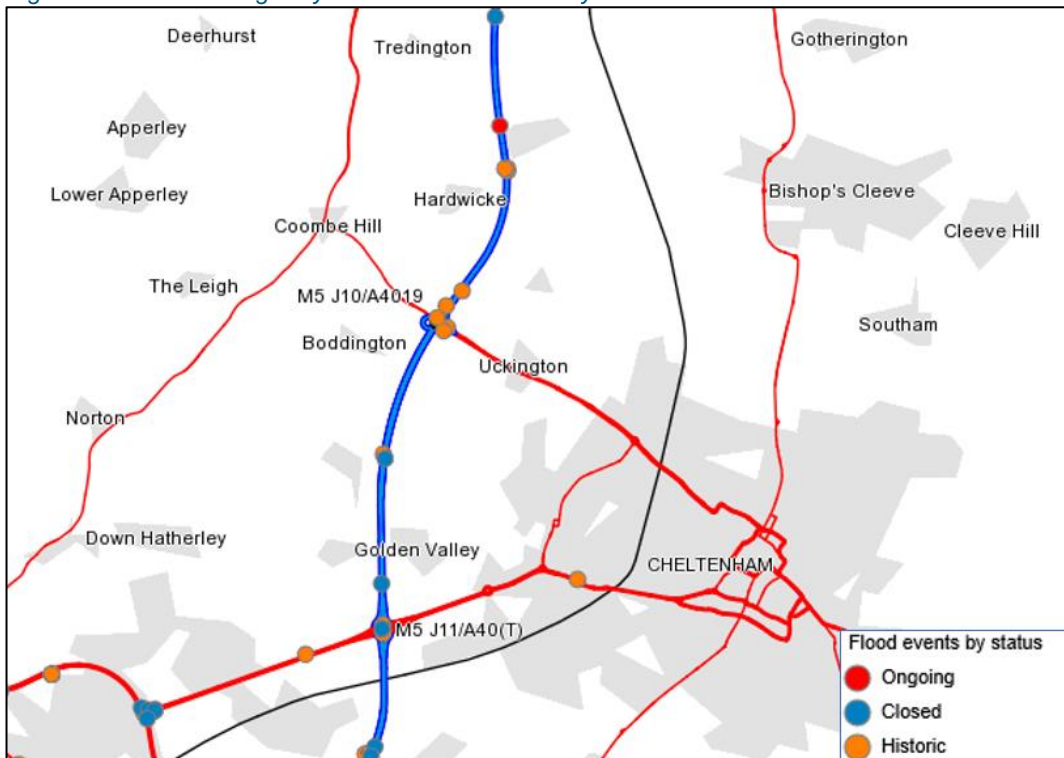 Deerhurst
Tredington
Gotherington
Apperley
Lower Apperley
Bishop's Cleeve
Hardwicke
Coombe Hill
Cleeve Hill
The Leigh
M5 J10/A4019
Southam
Boddington
Uckington
Norton
Down Hatherley
Golden Valley
CHELTENHAM
M5 J11/A40(T)
Flood events by status
Ongoing
Closed
Historic